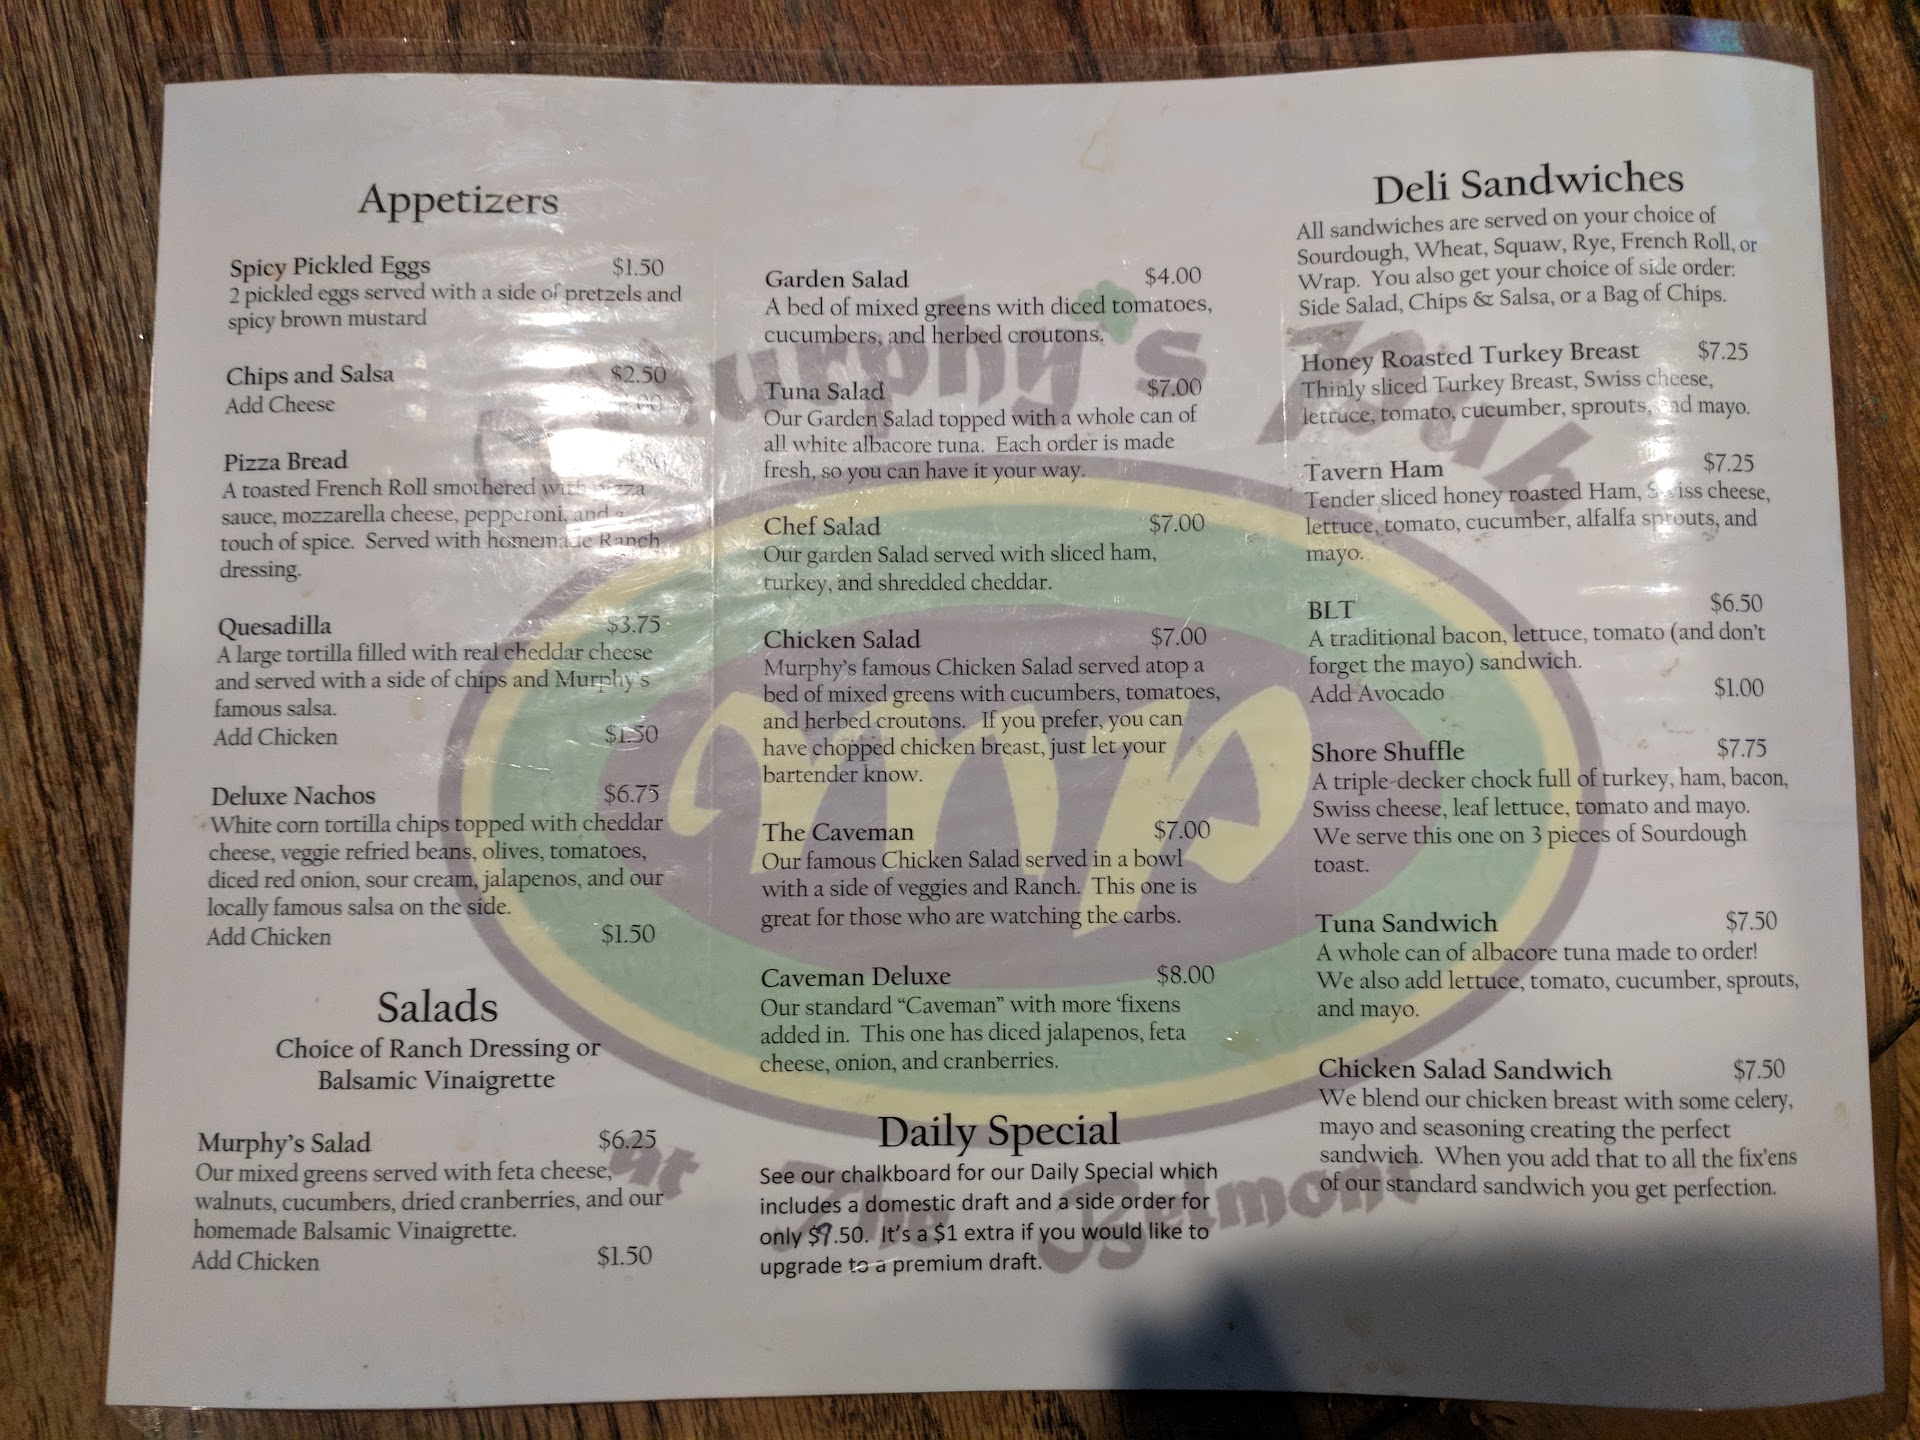 Appetizers
Spicy Pickled Eggs $1.50
2 pickled eggs served with a side of pretzels and
spicy brown mustard
Chips and Salsa $2.50
Add Cheese
Pizza Bread
A toasted French Roll smothered with pizza
sauce, mozzarella cheese, pepperoni, and a
touch of spice. Served with homemade Ranch
dressing.
Quesadilla $3.75
A large tortilla filled with real cheddar cheese
and served with a side of chips and Murphy's
famous salsa.
Add Chicken $1.50
Deluxe Nachos $6.75
White corn tortilla chips topped with cheddar
cheese, veggie refried beans, olives, tomatoes,
diced red onion, sour cream, jalapenos, and our
locally famous salsa on the side.
Add Chicken $1.50
Salads
Choice of Ranch Dressing or
Balsamic Vinaigrette
Murphy's Salad $6.25
Our mixed greens served with feta cheese,
walnuts, cucumbers, dried cranberries, and our
homemade Balsamic Vinaigrette.
Add Chicken $1.50
Garden Salad $4.00
A bed of mixed greens with diced tomatoes,
cucumbers, and herbed croutons.
Tuna Salad $7.00
Our Garden Salad topped with a whole can of
all white albacore tuna. Each order is made
fresh, so you can have it your way.
Chef Salad $7.00
Our garden Salad served with sliced ham,
turkey, and shredded cheddar.
Chicken Salad $7.00
Murphy's famous Chicken Salad served atop a
bed of mixed greens with cucumbers, tomatoes,
and herbed croutons. If you prefer, you can
have chopped chicken breast, just let your
bartender know.
The Caveman $7.00
Our famous Chicken Salad served in a bowl
with a side of veggies and Ranch. This one is
great for those who are watching the carbs.
Caveman Deluxe $8.00
Our standard “Caveman” with more ‘fixens
added in. This one has diced jalapenos, feta
cheese, onion, and cranberries.
Daily Special
See our chalkboard for our Daily Special which
includes a domestic draft and a side order for
only $9.50. It's a $1 extra if you would like to
upgrade to a premium draft.
Deli Sandwiches
All sandwiches are served on your choice of
Sourdough, Wheat, Squaw, Rye, French Roll, or
Wrap. You also get your choice of side order:
Side Salad, Chips & Salsa, or a Bag of Chips.
Honey Roasted Turkey Breast $7.25
Thinly sliced Turkey Breast, Swiss cheese,
lettuce, tomato, cucumber, sprouts, and mayo.
Tavern Ham $7.25
Tender sliced honey roasted Ham, Swiss cheese,
lettuce, tomato, cucumber, alfalfa sprouts, and
mayo.
BLT $6.50
A traditional bacon, lettuce, tomato (and don't
forget the mayo) sandwich.
Add Avocado $1.00
Shore Shuffle $7.75
A triple-decker chock full of turkey, ham, bacon,
Swiss cheese, leaf lettuce, tomato and mayo.
We serve this one on 3 pieces of Sourdough
toast.
Tuna Sandwich $7.50
A whole can of albacore tuna made to order!
We also add lettuce, tomato, cucumber, sprouts,
and mayo.
Chicken Salad Sandwich $7.50
We blend our chicken breast with some celery,
mayo and seasoning creating the perfect
sandwich. When you add that to all the fix'ens
of our standard sandwich you get perfection.
Murphy's Pub
mp
at The Belmont